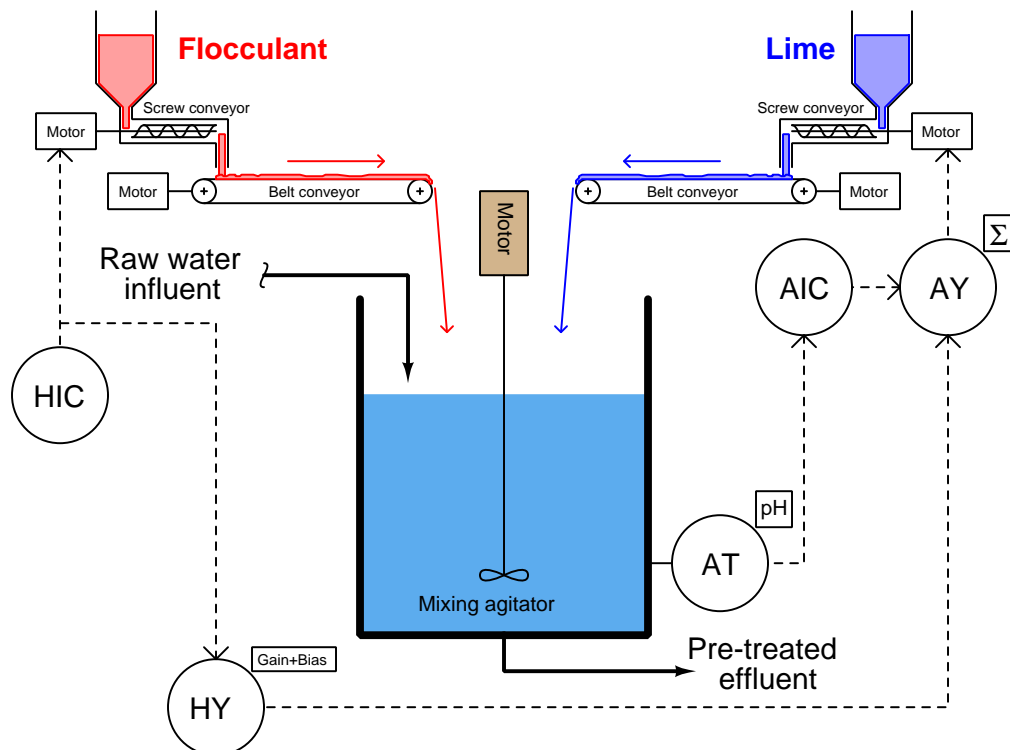 Flocculant
Lime
Screw conveyor
Screw conveyor
Motor
Motor
Motor
+
Belt conveyor
+
+
Belt conveyor
+
Motor
Motor
Σ
Raw water
influent
AIC
AY
HIC
pH
AT
Mixing agitator
Gain+Bias
HY
Pre-treated
effluent